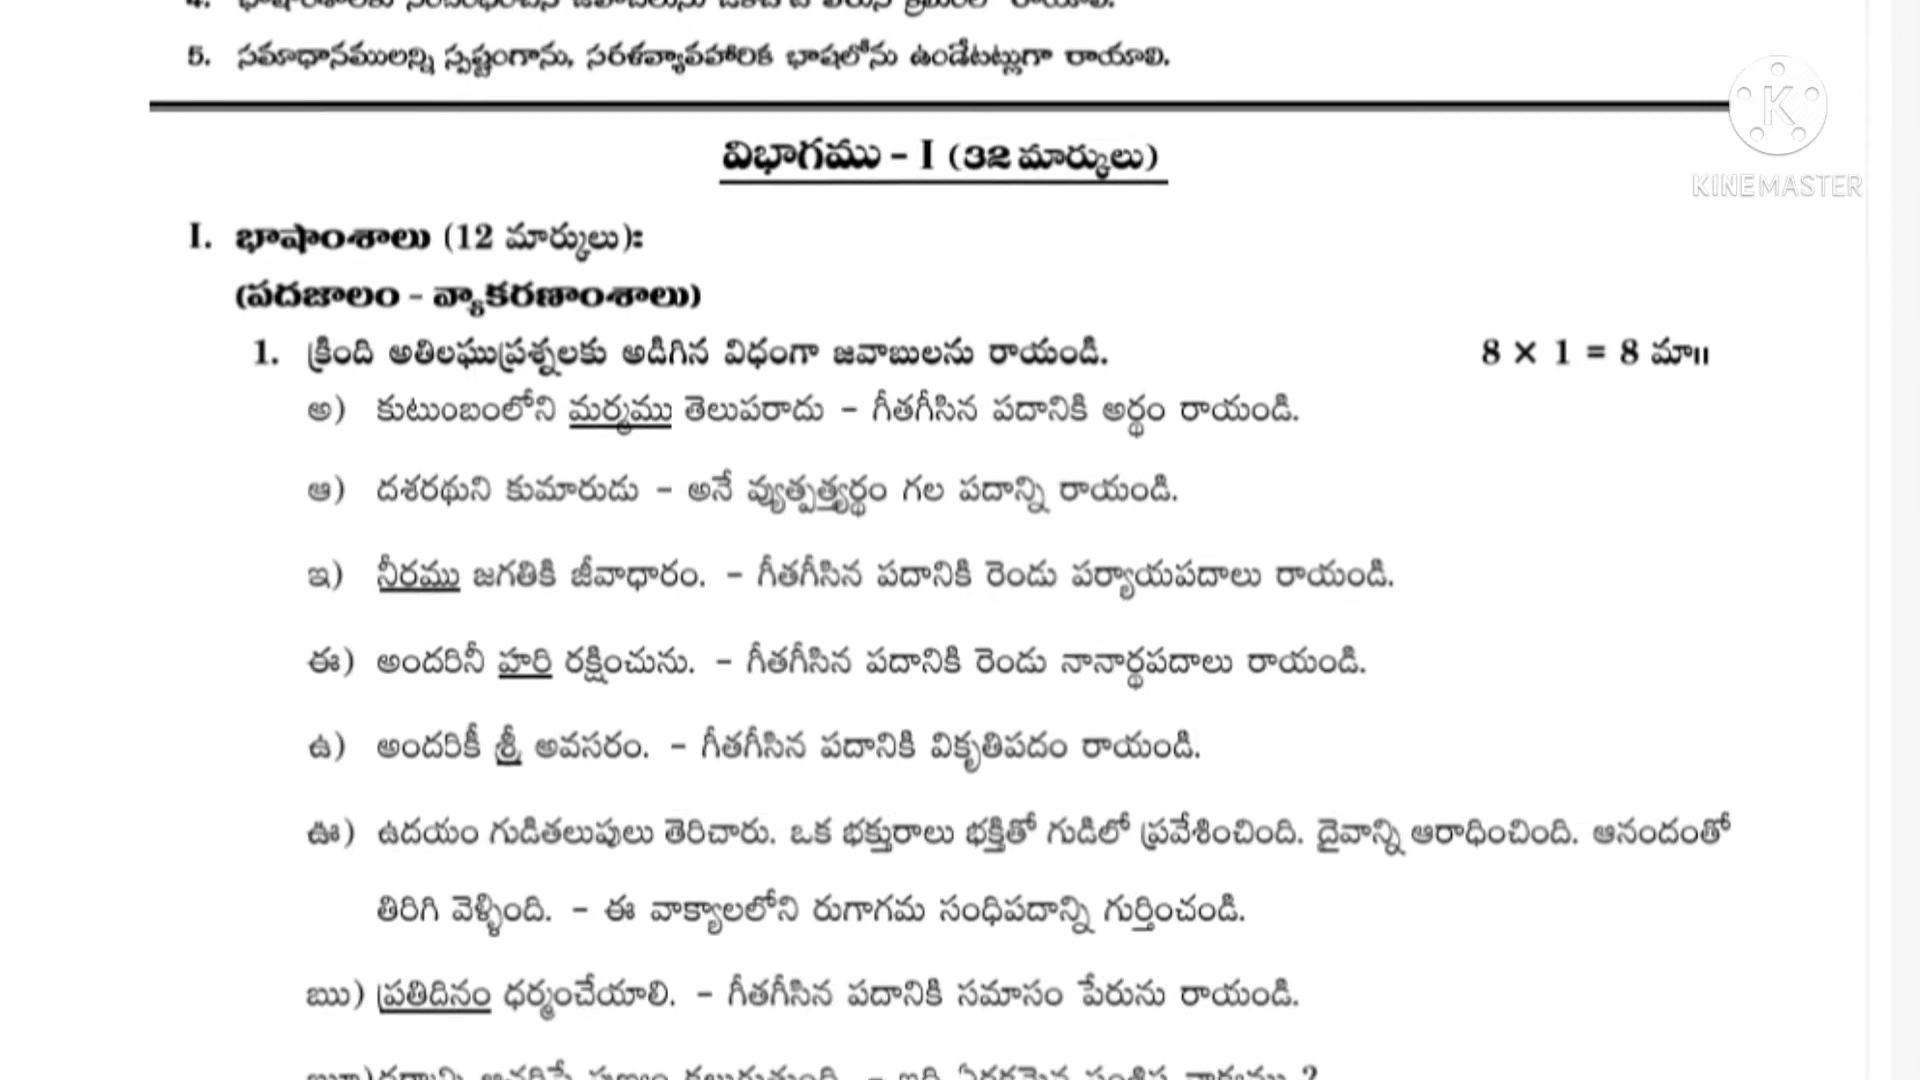 5. సమాధానములన్ని స్పష్టంగాను, సరళవ్యావహారిక భాషలోను ఉండేటట్లుగా రాయాలి.
విభాగము - I (32 మార్కులు)
KINEMASTER
I. భాషాంశాలు (12 మార్కులు):
(పదజాలం - వ్యాకరణాంశాలు)
1. క్రింది అతిలఘుప్రశ్నలకు అడిగిన విధంగా జవాబులను రాయండి. 8 × 1 = 8 మా॥
అ) కుటుంబంలోని మర్మము తెలుపరాదు - గీతగీసిన పదానికి అర్థం రాయండి.
ఆ) దశరథుని కుమారుడు - అనే వ్యుత్పత్త్యర్థం గల పదాన్ని రాయండి.
ఇ) నీరము జగతికి జీవాధారం. - గీతగీసిన పదానికి రెండు పర్యాయపదాలు రాయండి.
ఈ) అందరినీ హరి రక్షించును. - గీతగీసిన పదానికి రెండు నానార్థపదాలు రాయండి.
ఉ) అందరికీ శ్రీ అవసరం. - గీతగీసిన పదానికి వికృతిపదం రాయండి.
ఊ) ఉదయం గుడితలుపులు తెరిచారు. ఒక భక్తురాలు భక్తితో గుడిలో ప్రవేశించింది. దైవాన్ని ఆరాధించింది. ఆనందంతో
తిరిగి వెళ్ళింది. - ఈ వాక్యాలలోని రుగాగమ సంధిపదాన్ని గుర్తించండి.
ఋ) ప్రతిదినం ధర్మంచేయాలి. - గీతగీసిన పదానికి సమాసం పేరును రాయండి.